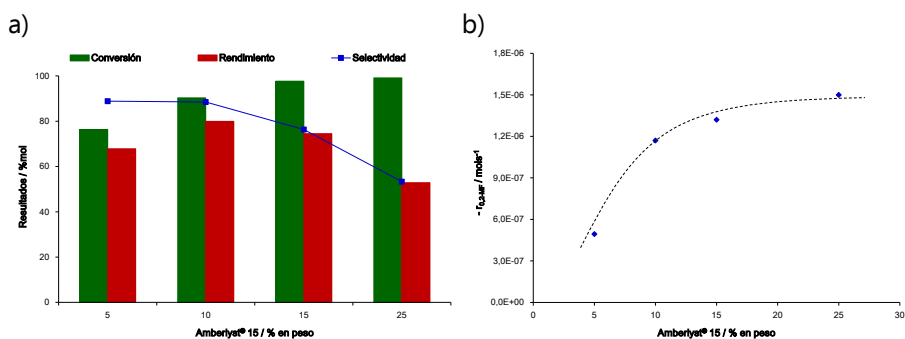 a)
Conversión Rendimiento Selectividad
Resultados / %mol
100
80
60
40
20
0
5 10 15 25
Amberlyst® 15 / % en peso
b)
- r0,2-MF / mols-1
1,8E-06
1,5E-06
1,2E-06
9,0E-07
6,0E-07
3,0E-07
0,0E+00
0 5 10 15 20 25 30
Amberlyst® 15 / % en peso